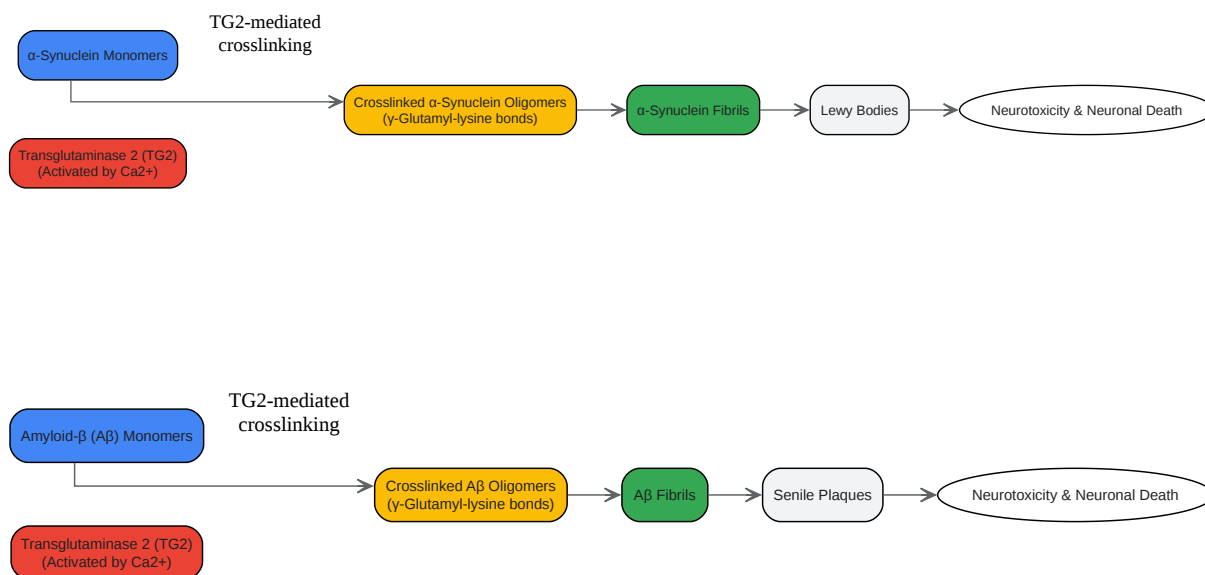 TG2-mediated
crosslinking
α-Synuclein Monomers
Crosslinked α-Synuclein Oligomers
(γ-Glutamyl-lysine bonds)
α-Synuclein Fibrils
Lewy Bodies
Neurotoxicity & Neuronal Death
Transglutaminase 2 (TG2)
(Activated by Ca2+)
TG2-mediated
crosslinking
Amyloid-β (Aβ) Monomers
Crosslinked Aβ Oligomers
(γ-Glutamyl-lysine bonds)
Aβ Fibrils
Senile Plaques
Neurotoxicity & Neuronal Death
Transglutaminase 2 (TG2)
(Activated by Ca2+)